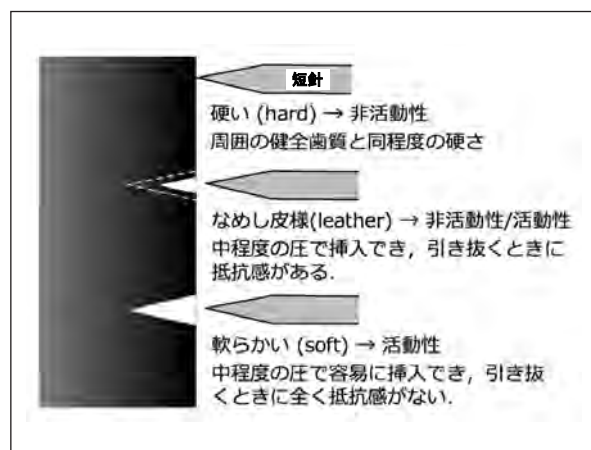 短針
硬い (hard) → 非活動性
周囲の健全歯質と同程度の硬さ
なめし皮様(leather) → 非活動性/活動性
中程度の圧で挿入でき，引き抜くときに
抵抗感がある．
軟らかい (soft) → 活動性
中程度の圧で容易に挿入でき，引き抜
くときに全く抵抗感がない．